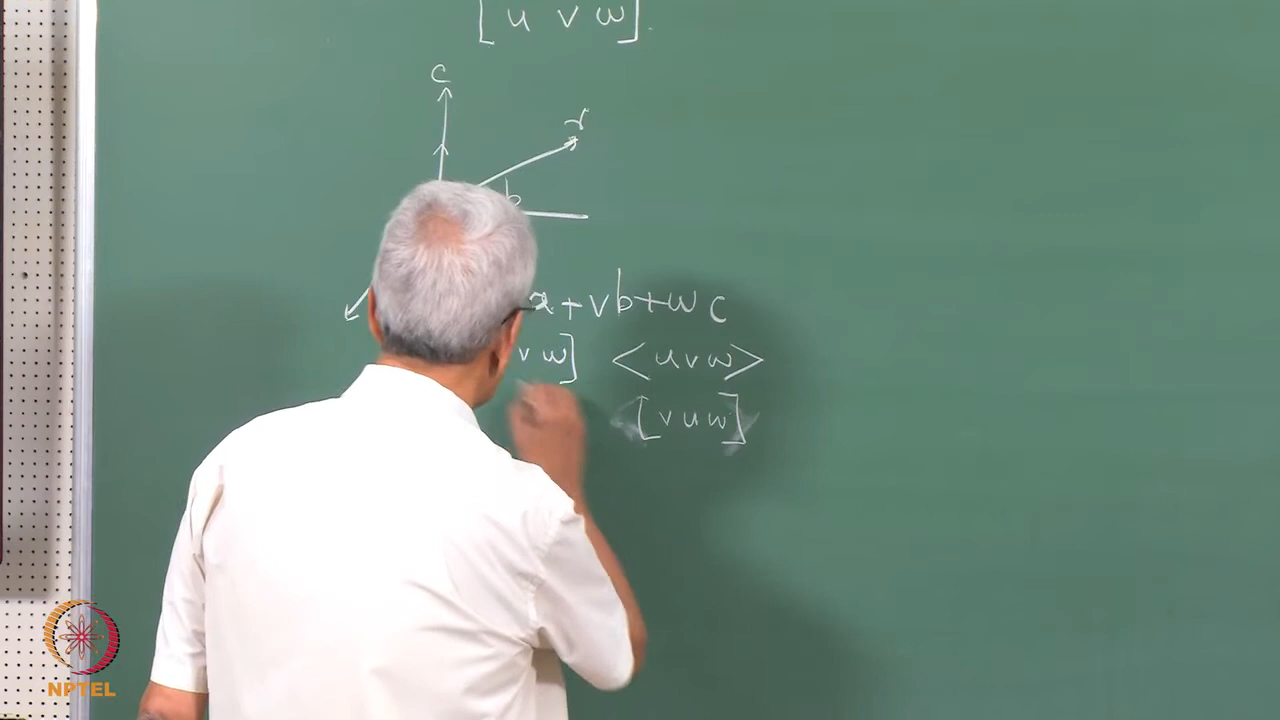 [u v w].
c
r
b
a + v b + w c
v w] <u v w>
[v u w]
NPTEL